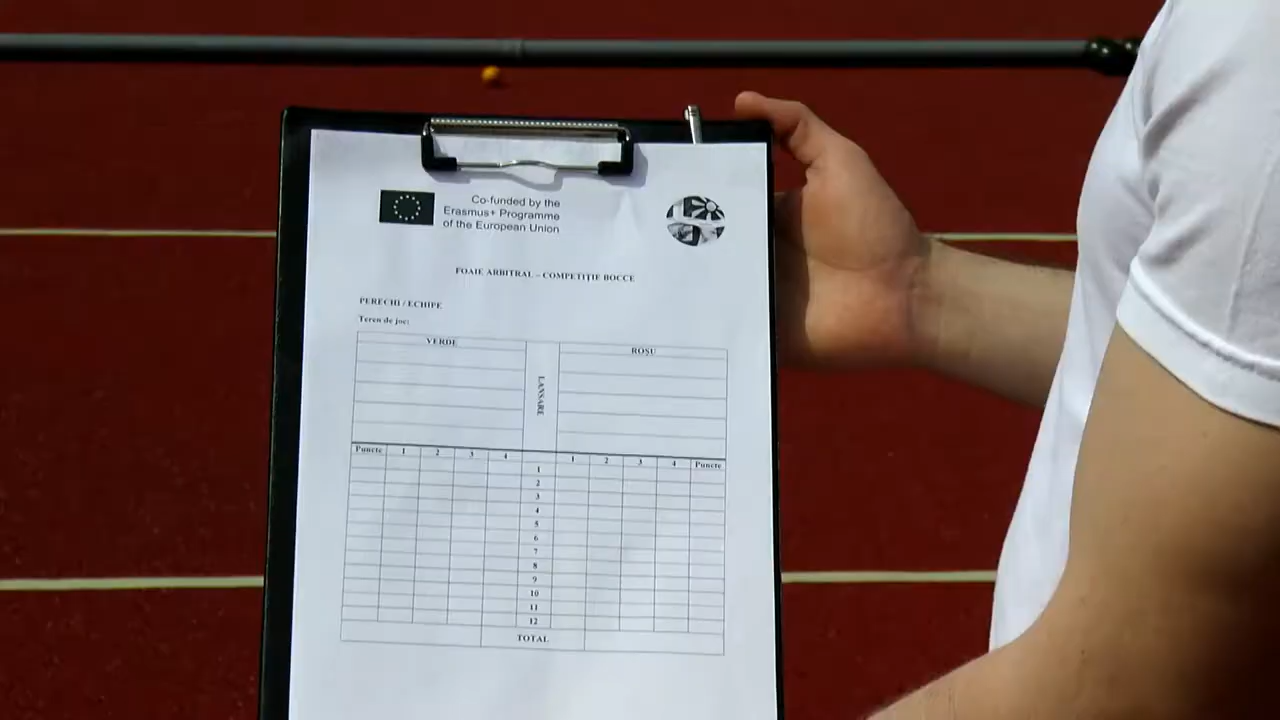 Co-funded by the
Erasmus+ Programme
of the European Union
FOAIE ARBITRAL – COMPETIȚIE BOCCE
PERECHI / ECHIPE
Teren de joc:
VERDE
LANSARE
ROȘU
Puncte 1 2 3 4 1 2 3 4 Puncte
1
2
3
4
5
6
7
8
9
10
11
12
TOTAL